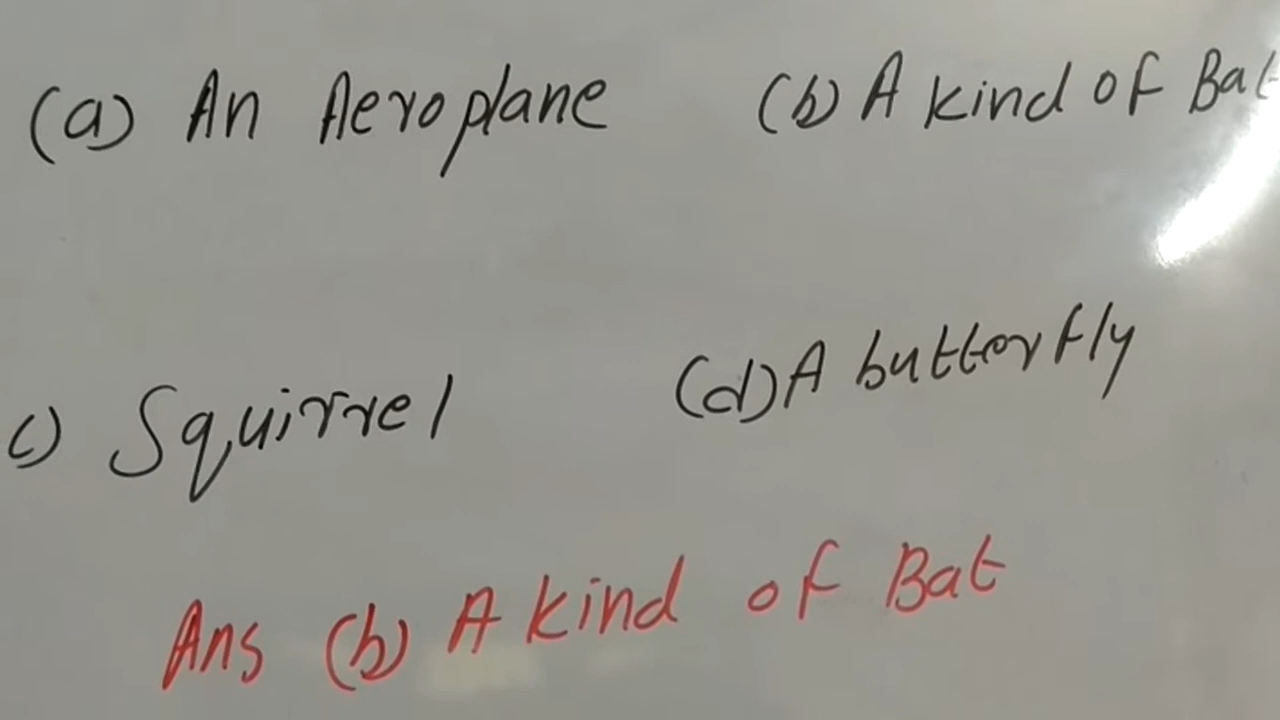 (a) An Aeroplane (b) A kind of Bat
c) Squirrel (d) A butterfly
Ans (b) A kind of Bat